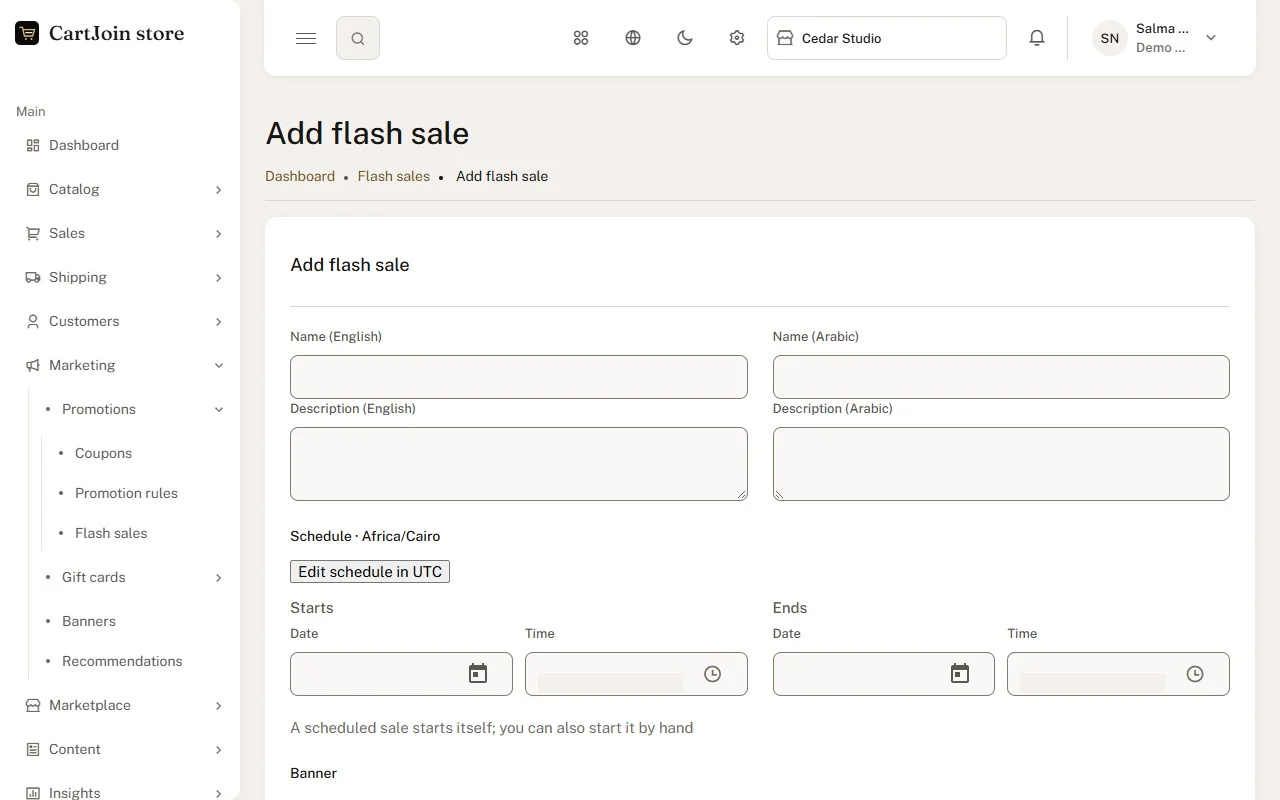 CartJoin store
Cedar Studio
SN
Salma ...
Demo ...
Main
Dashboard
Catalog
Sales
Shipping
Customers
Marketing
Promotions
Coupons
Promotion rules
Flash sales
Gift cards
Banners
Recommendations
Marketplace
Content
Insights
Add flash sale
Dashboard • Flash sales • Add flash sale
Add flash sale
Name (English)
Name (Arabic)
Description (English)
Description (Arabic)
Schedule · Africa/Cairo
Edit schedule in UTC
Starts
Ends
Date
Time
Date
Time
A scheduled sale starts itself; you can also start it by hand
Banner